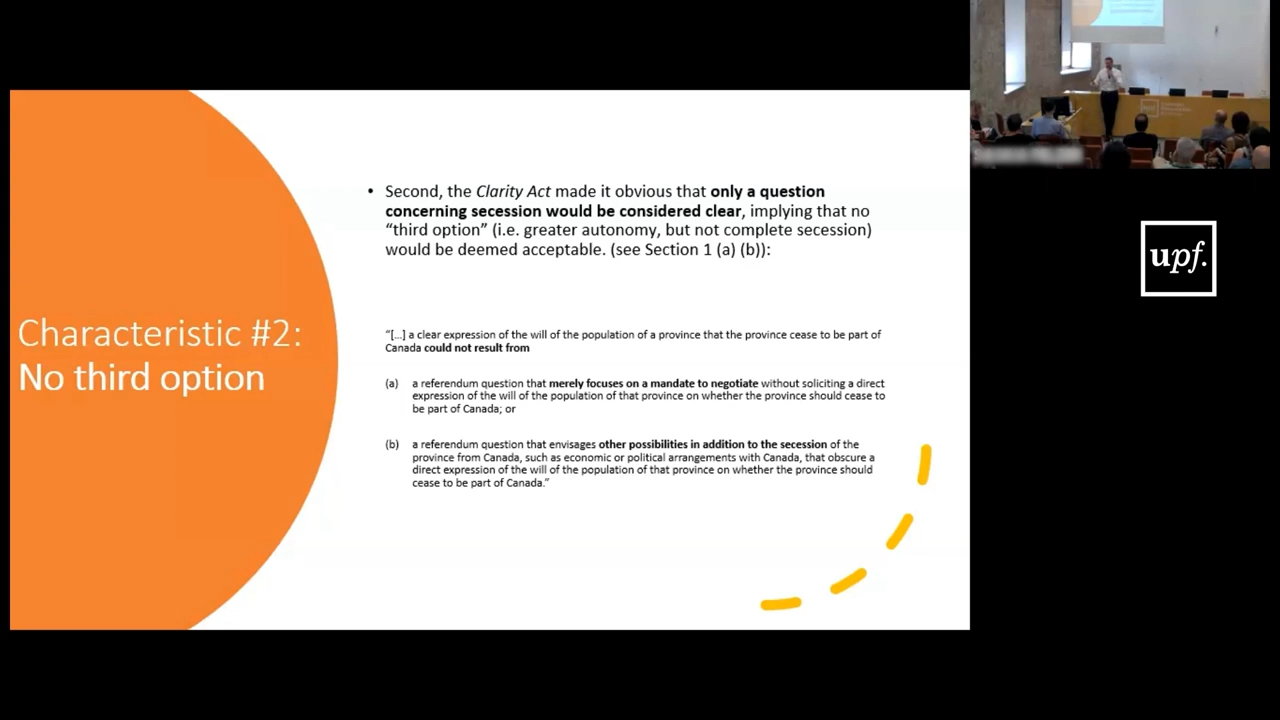 Characteristic #2:
No third option
• Second, the Clarity Act made it obvious that only a question
concerning secession would be considered clear, implying that no
“third option” (i.e. greater autonomy, but not complete secession)
would be deemed acceptable. (see Section 1 (a) (b)):
“[...] a clear expression of the will of the population of a province that the province cease to be part of
Canada could not result from
(a) a referendum question that merely focuses on a mandate to negotiate without soliciting a direct
expression of the will of the population of that province on whether the province should cease to
be part of Canada; or
(b) a referendum question that envisages other possibilities in addition to the secession of the
province from Canada, such as economic or political arrangements with Canada, that obscure a
direct expression of the will of the population of that province on whether the province should
cease to be part of Canada.”
upf.
upf.